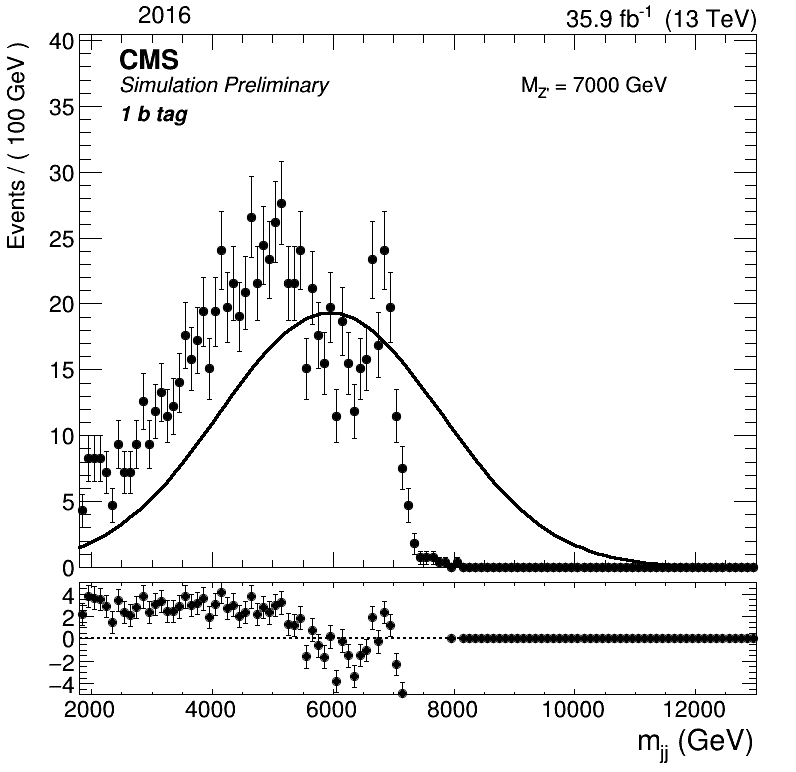 2016 35.9 fb⁻¹ (13 TeV)
CMS
Simulation Preliminary
1 b tag
M_Z' = 7000 GeV
Events / ( 100 GeV )
40
35
30
25
20
15
10
5
0
4
2
0
−2
−4
2000 4000 6000 8000 10000 12000
m_jj (GeV)